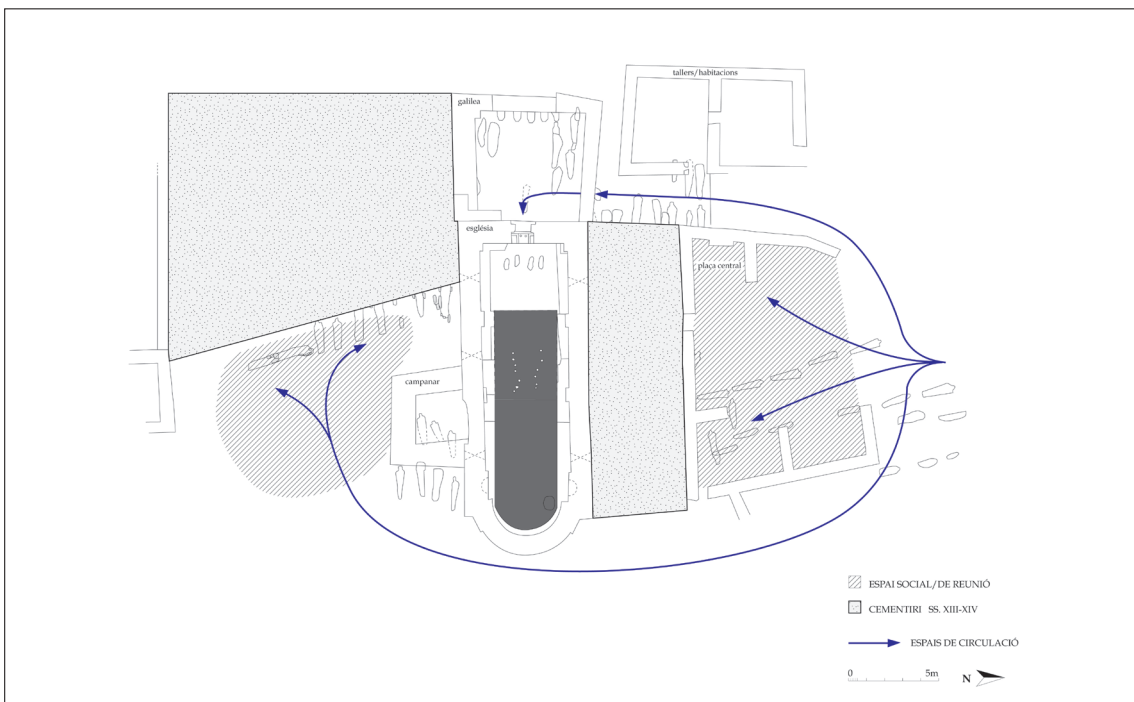 tallers/habitacions
galilea
església
plaça central
campanar
ESPAI SOCIAL/DE REUNIÓ
CEMENTIRI SS. XIII-XIV
ESPAIS DE CIRCULACIÓ
0 5m N